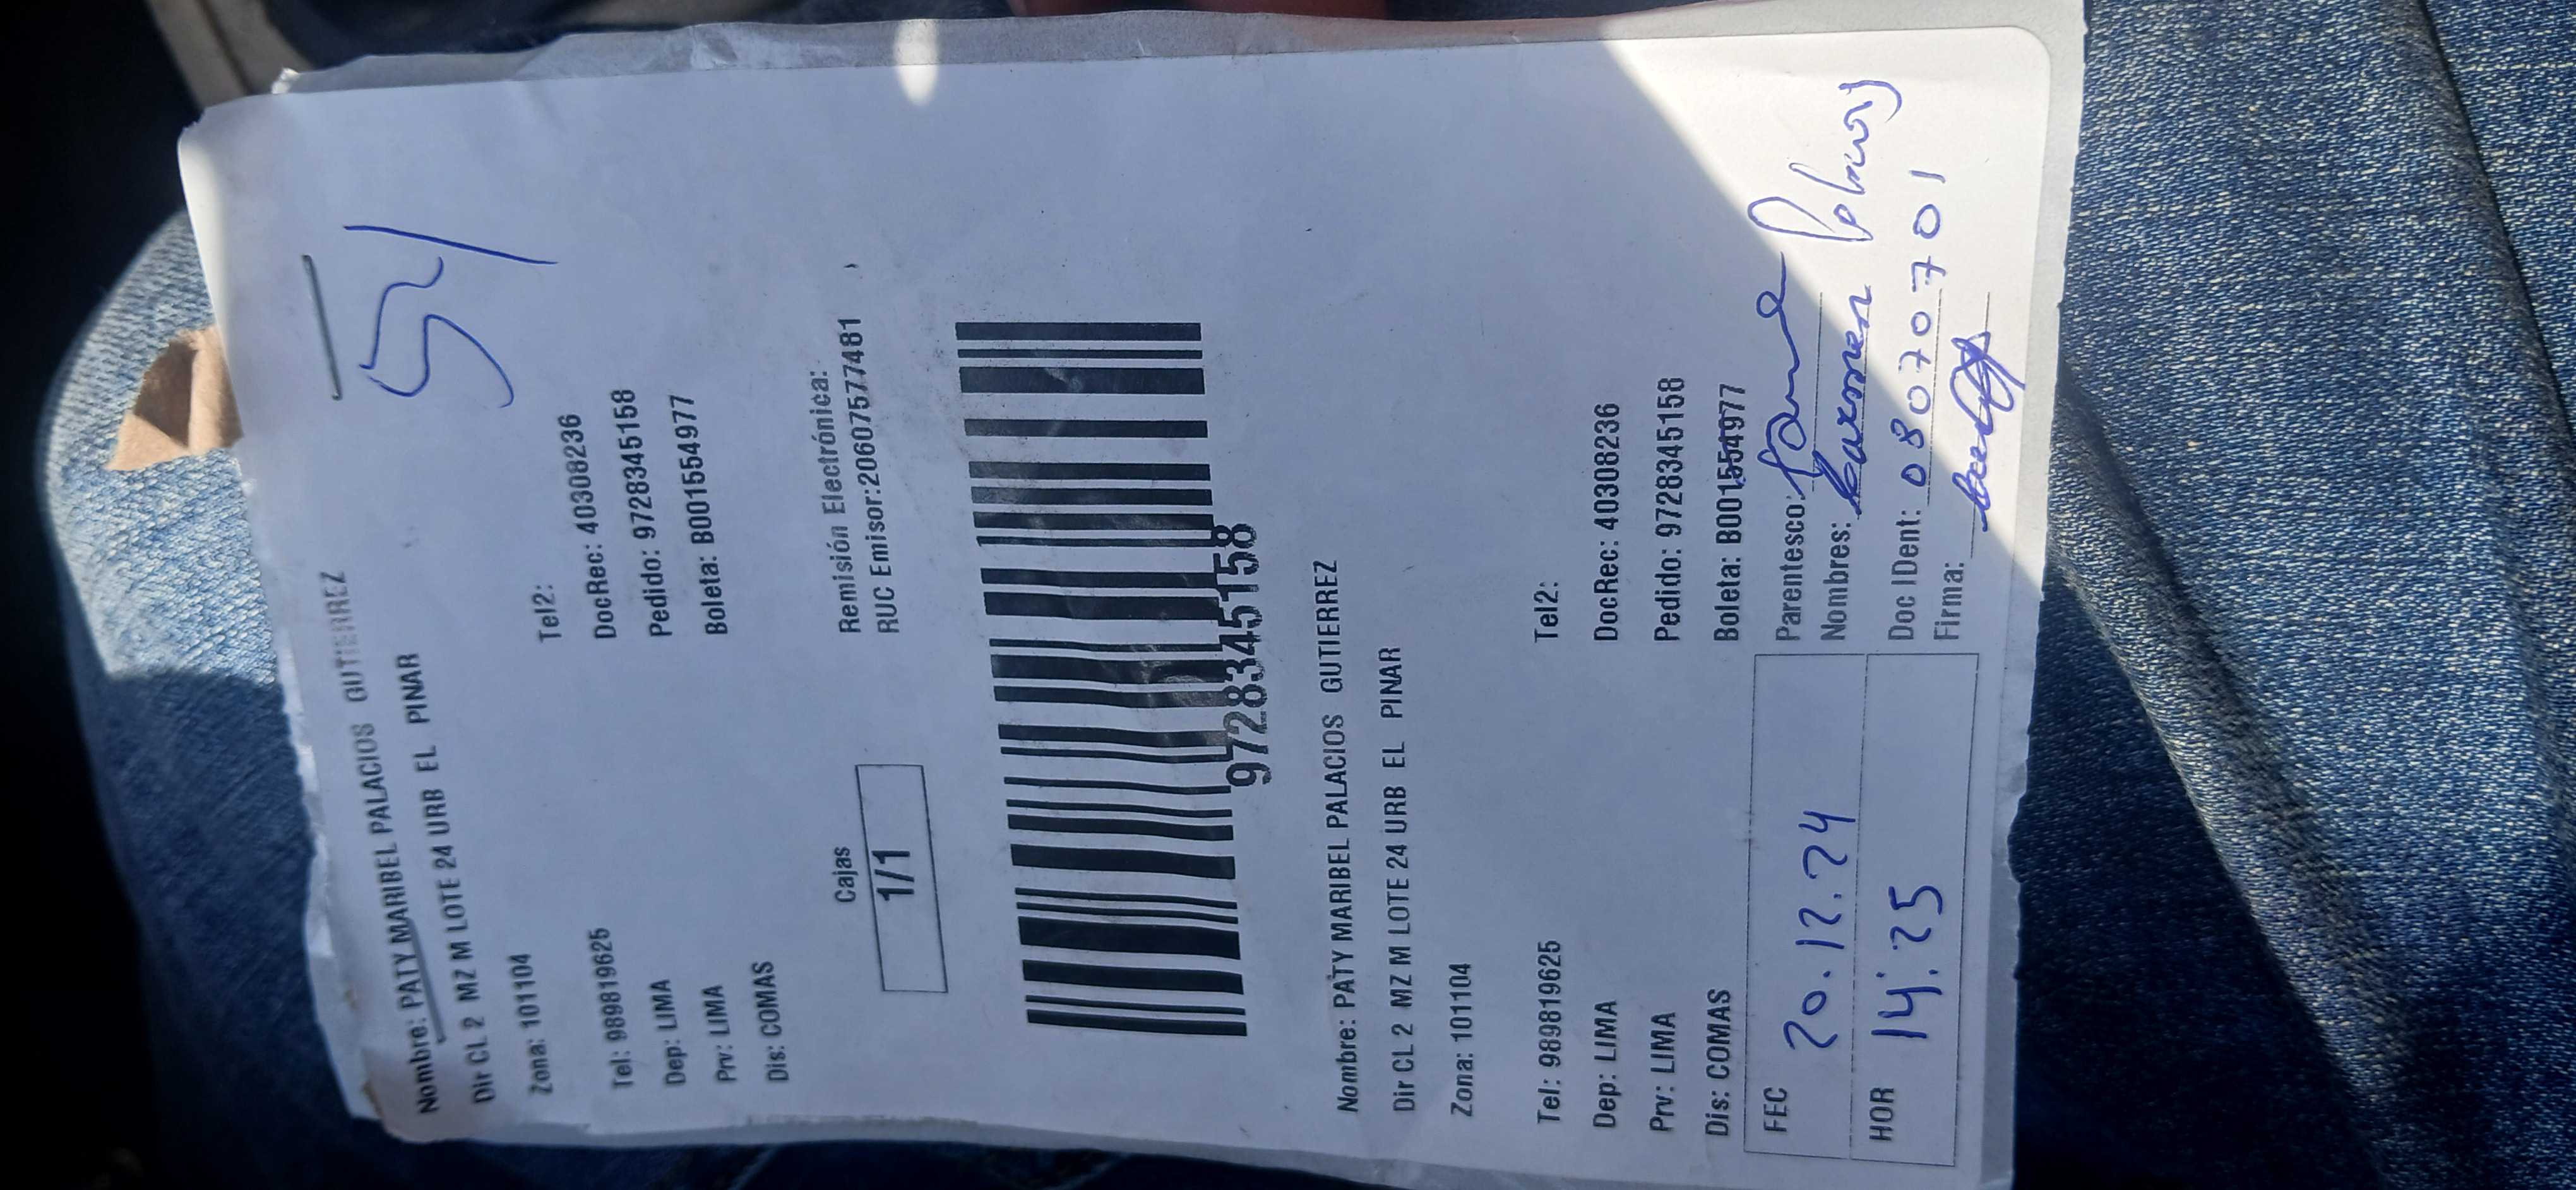 54
Nombre: PATY MARIBEL PALACIOS GUTIERREZ
Dir CL 2 MZ M LOTE 24 URB EL PINAR
Zona: 101104
Tel: 989819625 Tel2:
Dep: LIMA DocRec: 40308236
Prv: LIMA Pedido: 9728345158
Dis: COMAS Boleta: B001554977
Cajas Remisión Electrónica:
1/1 RUC Emisor:20607577481
9728345158
Nombre: PATY MARIBEL PALACIOS GUTIERREZ
Dir CL 2 MZ M LOTE 24 URB EL PINAR
Zona: 101104
Tel: 989819625 Tel2:
Dep: LIMA DocRec: 40308236
Prv: LIMA Pedido: 9728345158
Dis: COMAS Boleta: B001554977
FEC 20.12.24 Parentesco:
Nombres: Carmen
HOR 14:25 Doc IDent: 08070701
Firma: